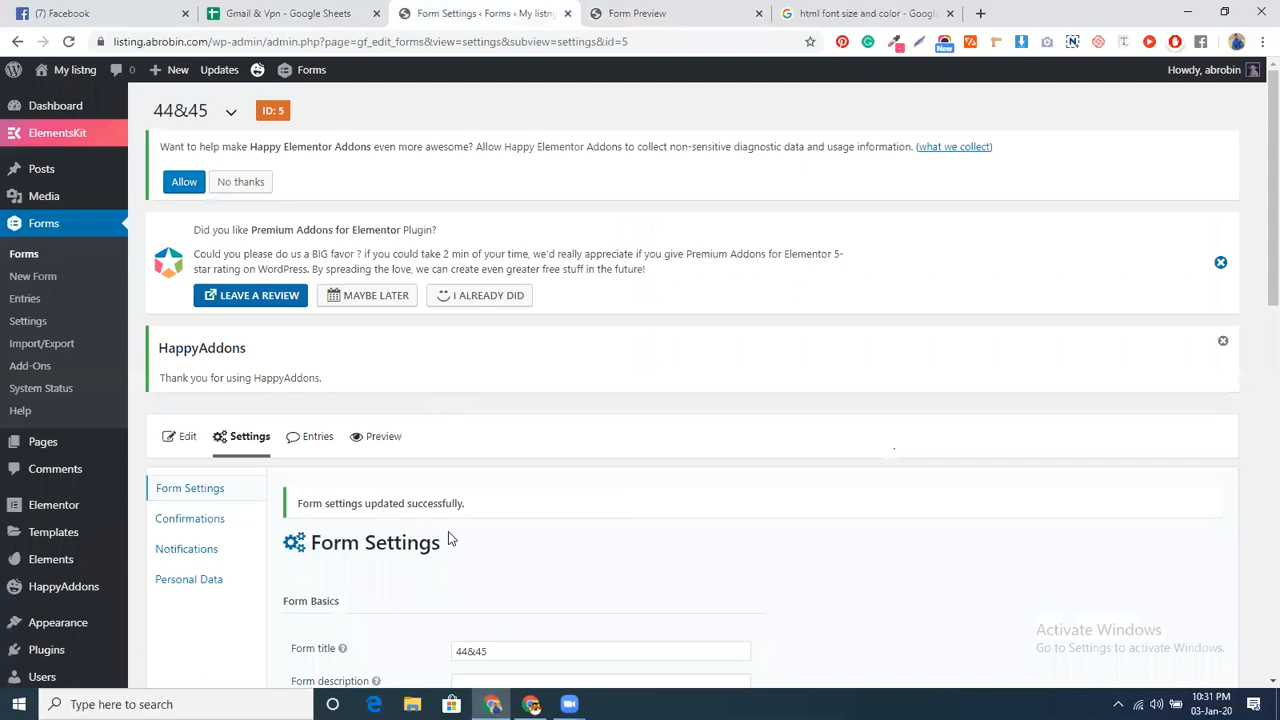 Facebook
Gmail & Vpn - Google Sheets
Form Settings ‹ Forms ‹ My listng
Form Preview
html font size and color - Google
listing.abrobin.com/wp-admin/admin.php?page=gf_edit_forms&view=settings&subview=settings&id=5
New
My listng
0
New
Updates
Forms
Howdy, abrobin
Dashboard
ElementsKit
Posts
Media
Forms
Forms
New Form
Entries
Settings
Import/Export
Add-Ons
System Status
Help
Pages
Comments
Elementor
Templates
Elements
HappyAddons
Appearance
Plugins
Users
44&45
ID: 5
Want to help make Happy Elementor Addons even more awesome? Allow Happy Elementor Addons to collect non-sensitive diagnostic data and usage information. (what we collect)
Allow
No thanks
Did you like Premium Addons for Elementor Plugin?
Could you please do us a BIG favor ? if you could take 2 min of your time, we'd really appreciate if you give Premium Addons for Elementor 5-
star rating on WordPress. By spreading the love, we can create even greater free stuff in the future!
LEAVE A REVIEW
MAYBE LATER
I ALREADY DID
HappyAddons
Thank you for using HappyAddons.
Edit
Settings
Entries
Preview
Form Settings
Confirmations
Notifications
Personal Data
Form settings updated successfully.
Form Settings
Form Basics
Form title
44&45
Form description
Activate Windows
Go to Settings to activate Windows.
Type here to search
10:31 PM
03-Jan-20